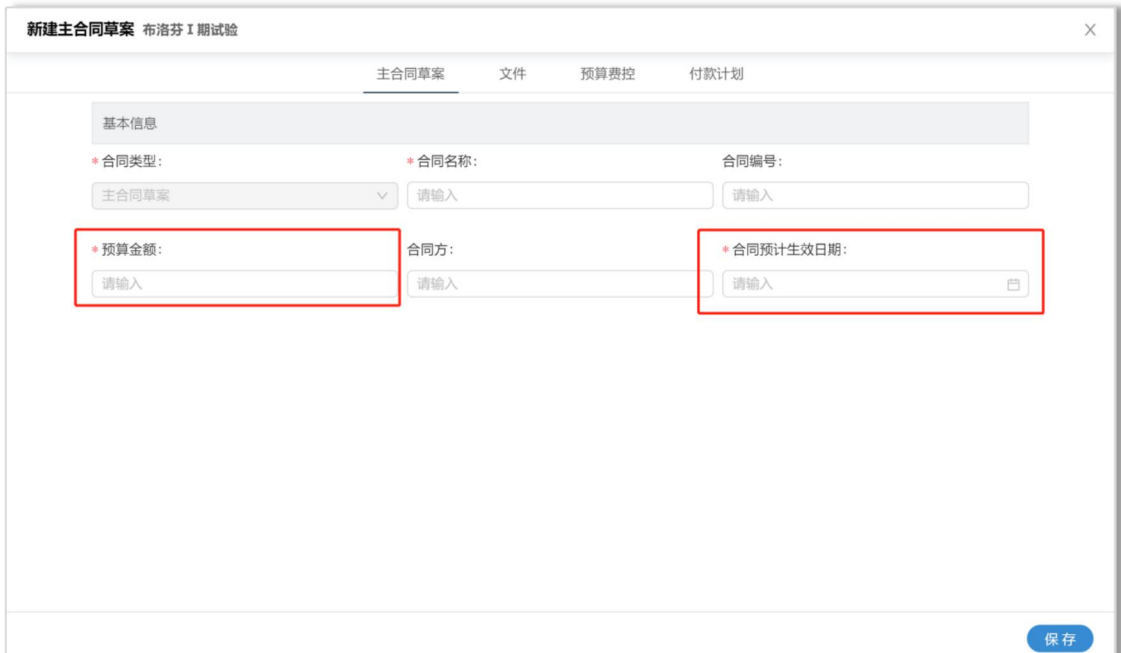 新建主合同草案 布洛芬 I 期试验
主合同草案 文件 预算费控 付款计划
基本信息
* 合同类型: * 合同名称: 合同编号:
主合同草案 请输入 请输入
* 预算金额: 合同方: * 合同预计生效日期:
请输入 请输入 请输入
保存